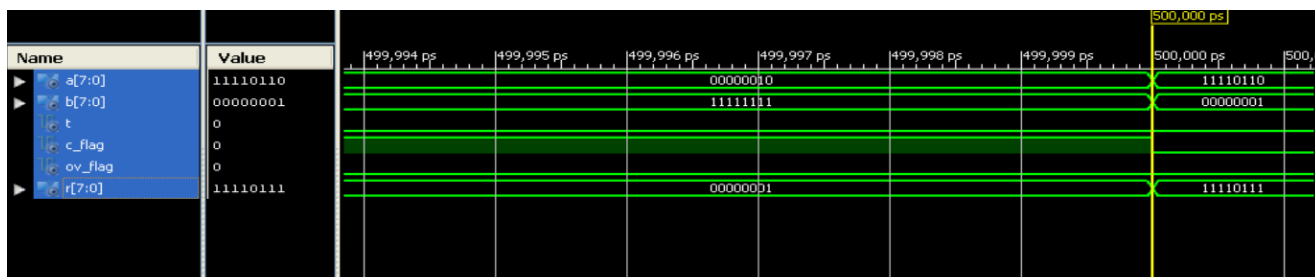 500,000 ps
Name Value |499,994 ps |499,995 ps |499,996 ps |499,997 ps |499,998 ps |499,999 ps |500,000 ps |500,
a[7:0] 11110110 00000010 11110110
b[7:0] 00000001 11111111 00000001
t 0
c_flag 0
ov_flag 0
r[7:0] 11110111 00000001 11110111